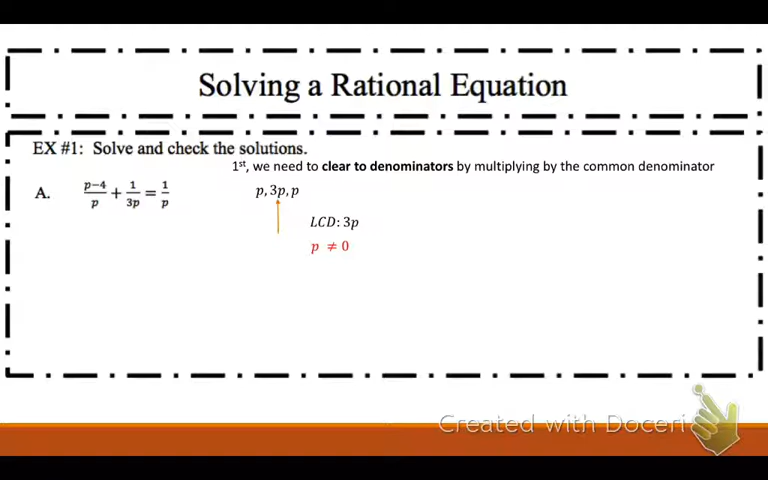 Solving a Rational Equation
EX #1: Solve and check the solutions.
1st, we need to clear to denominators by multiplying by the common denominator
A. (p−4)/p + 1/3p = 1/p
p, 3p, p
LCD: 3p
p ≠ 0
Created with Doceri